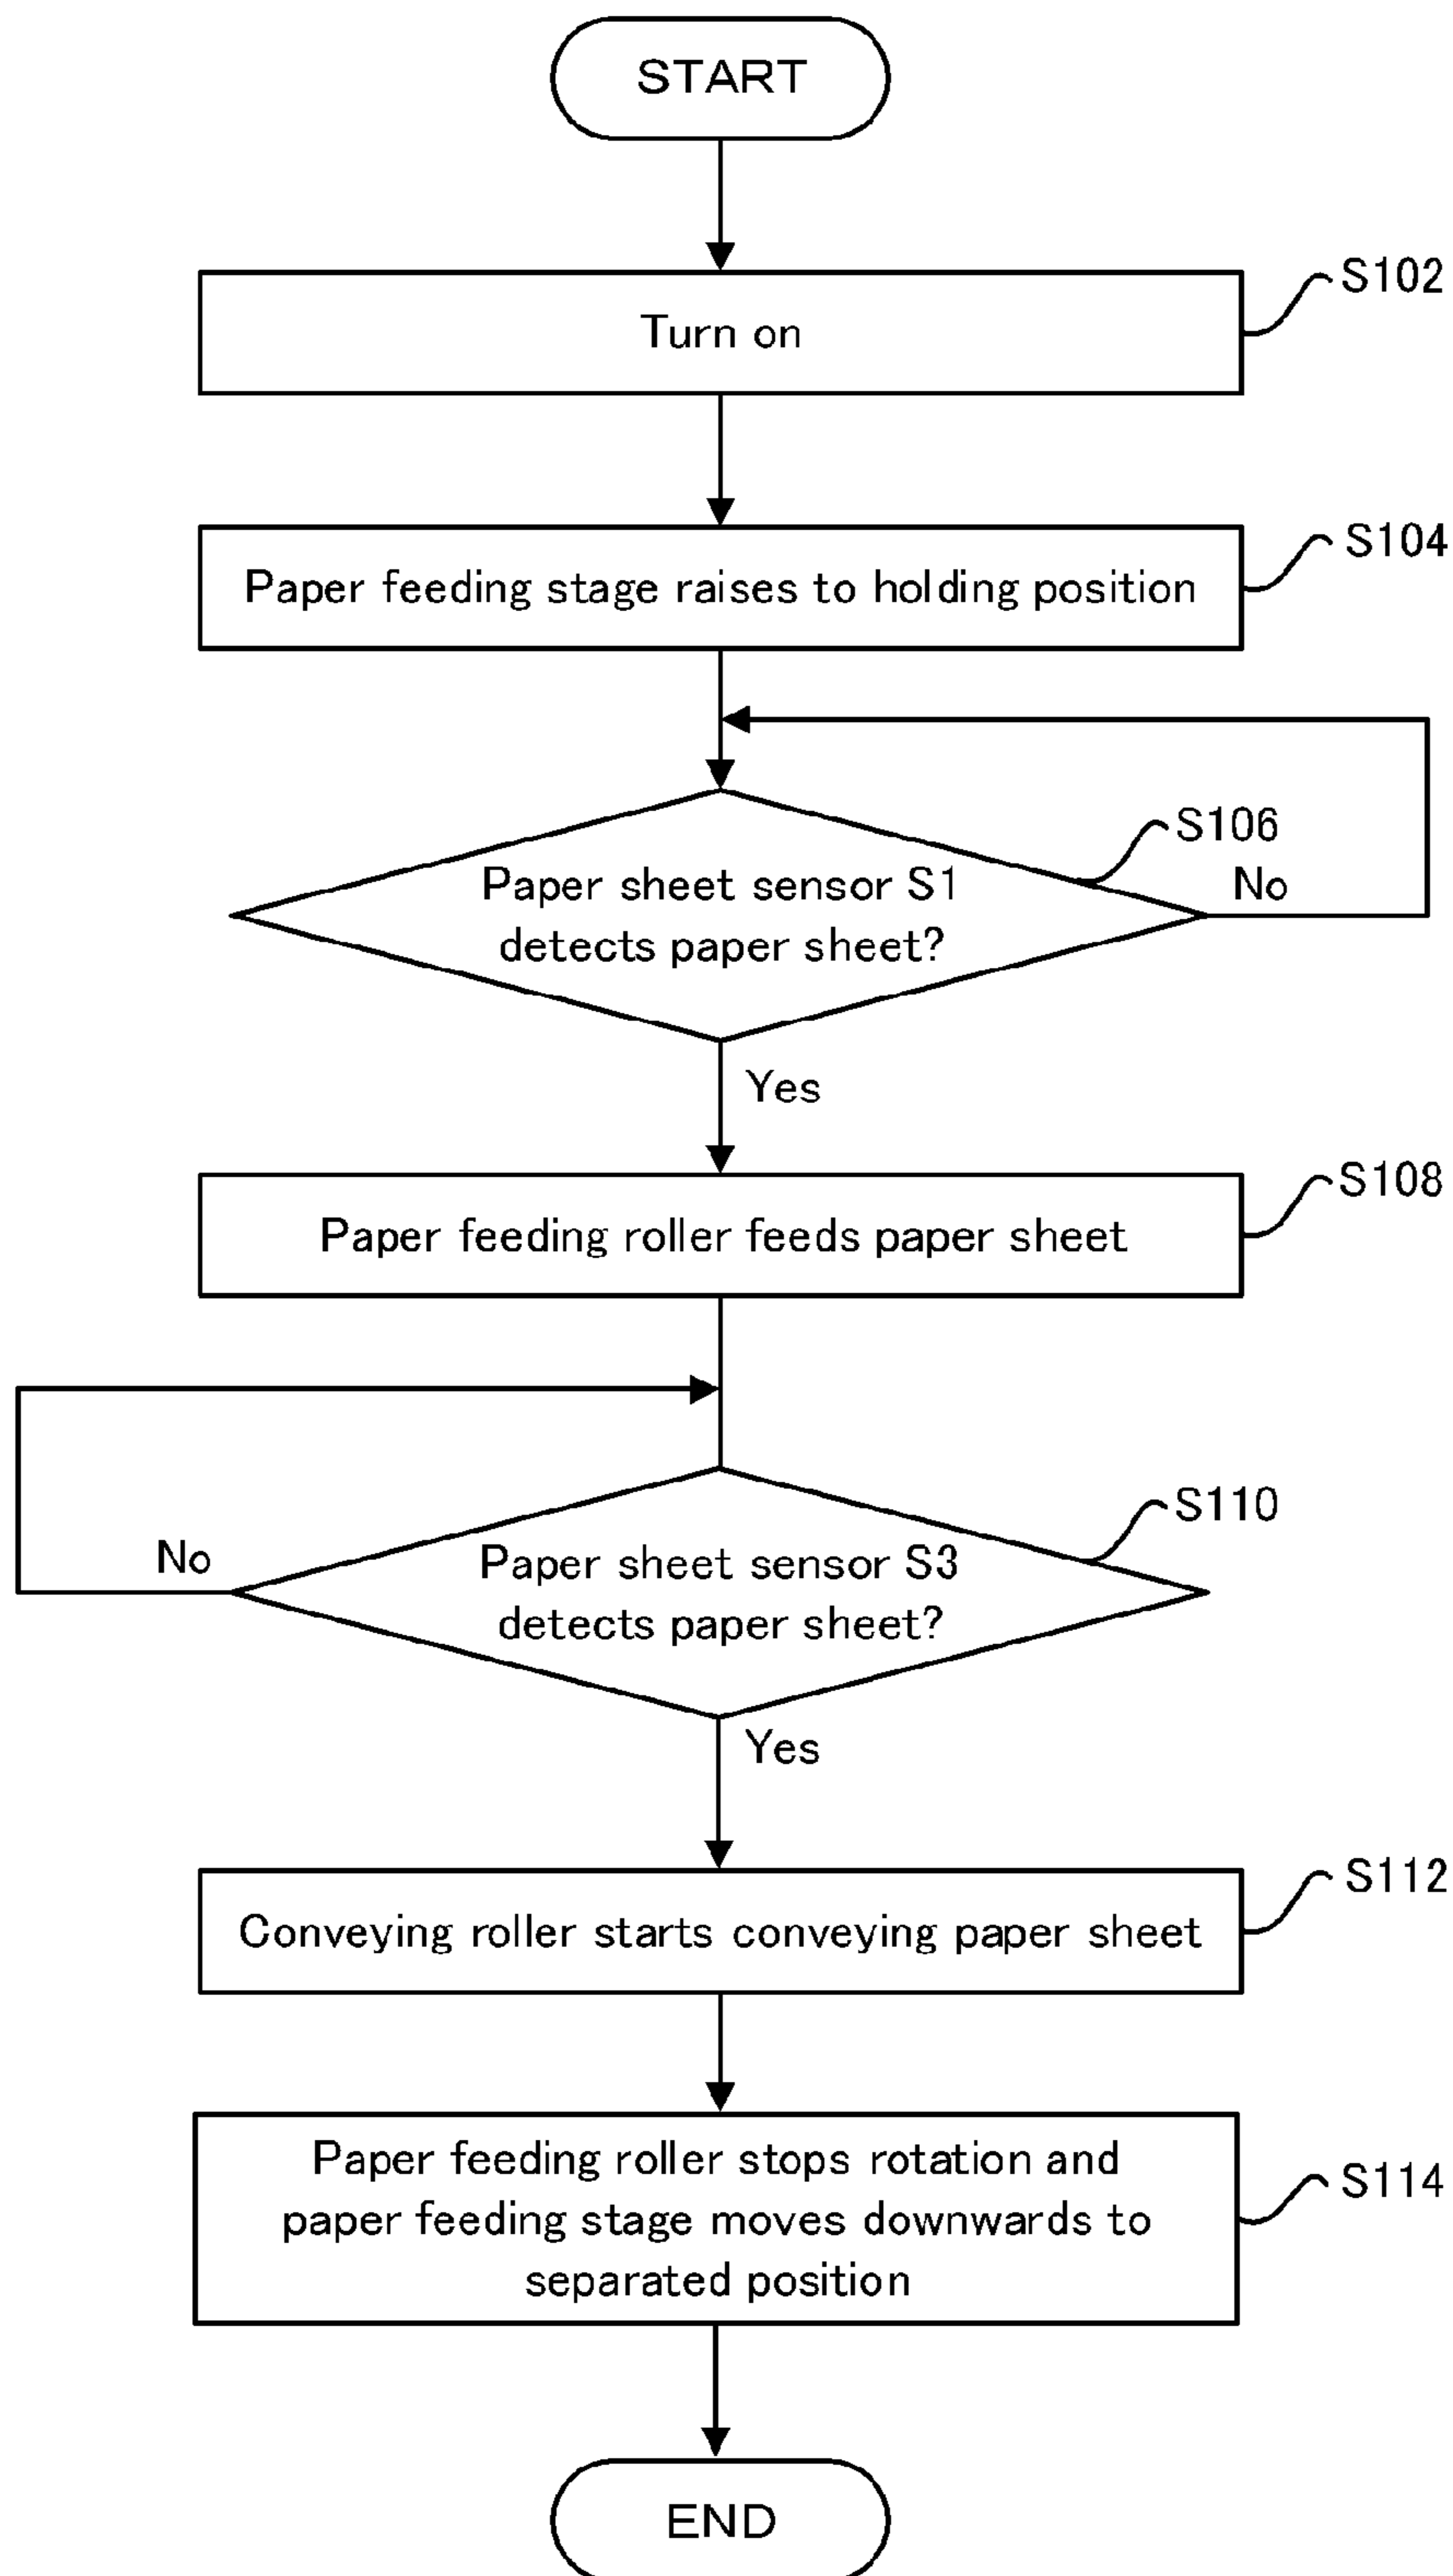 START
S102
Turn on
S104
Paper feeding stage raises to holding position
S106
Paper sheet sensor S1
detects paper sheet?
No
Yes
S108
Paper feeding roller feeds paper sheet
S110
Paper sheet sensor S3
detects paper sheet?
No
Yes
S112
Conveying roller starts conveying paper sheet
S114
Paper feeding roller stops rotation and
paper feeding stage moves downwards to
separated position
END